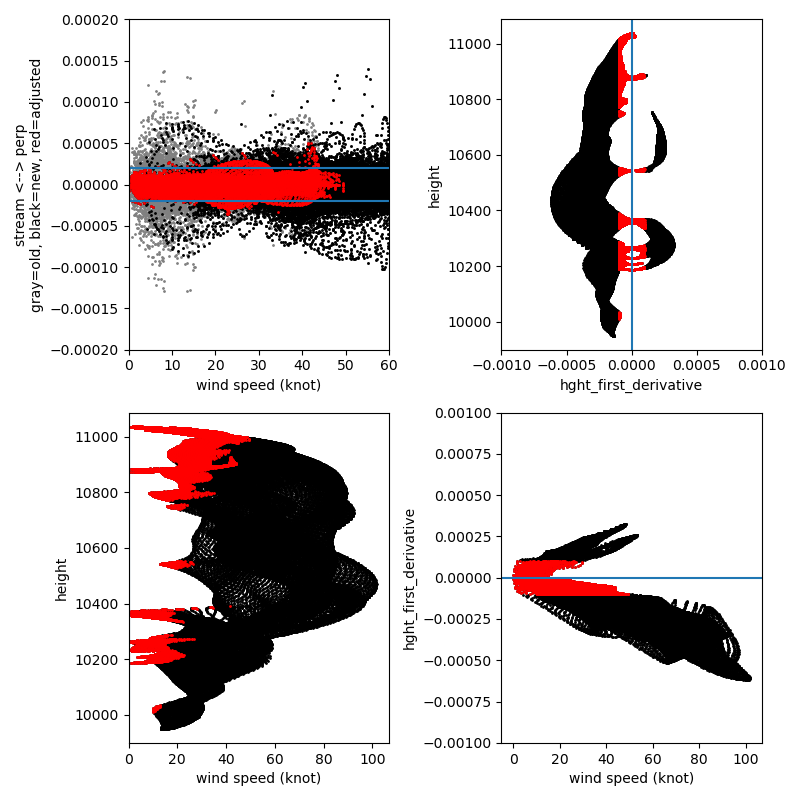 0.00020
0.00015
0.00010
0.00005
0.00000
−0.00005
−0.00010
−0.00015
−0.00020
stream <--> perp
gray=old, black=new, red=adjusted
0 10 20 30 40 50 60
wind speed (knot)
11000
10800
10600
10400
10200
10000
height
−0.0010 −0.0005 0.0000 0.0005 0.0010
hght_first_derivative
11000
10800
10600
10400
10200
10000
height
0 20 40 60 80 100
wind speed (knot)
0.00100
0.00075
0.00050
0.00025
0.00000
−0.00025
−0.00050
−0.00075
−0.00100
hght_first_derivative
0 20 40 60 80 100
wind speed (knot)